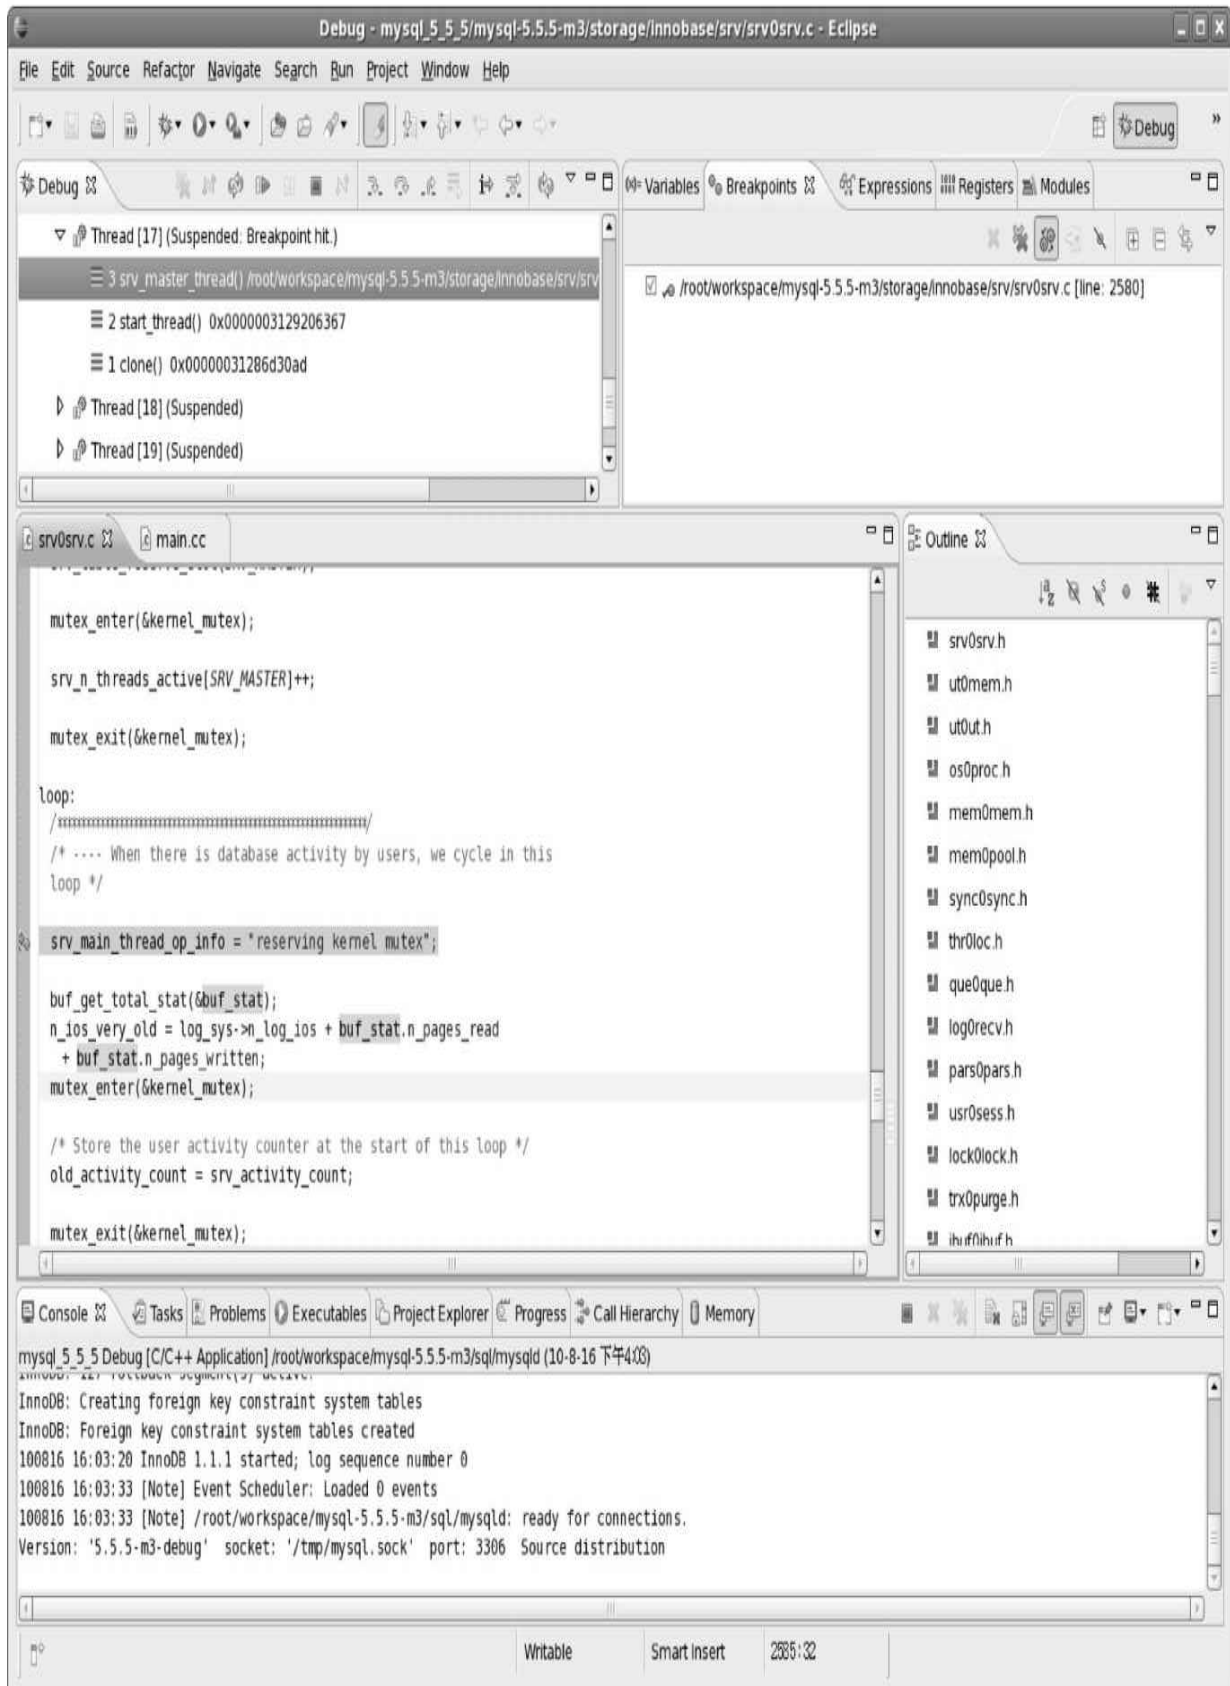 Debug - mysql_5_5_5/mysql-5.5.5-m3/storage/innobase/srv/srv0srv.c - Eclipse
File Edit Source Refactor Navigate Search Run Project Window Help
Debug »
Debug
Thread [17] (Suspended: Breakpoint hit.)
3 srv_master_thread() /root/workspace/mysql-5.5.5-m3/storage/innobase/srv/srv
2 start_thread() 0x0000003129206367
1 clone() 0x00000031286d30ad
Thread [18] (Suspended)
Thread [19] (Suspended)
(x)= Variables Breakpoints Expressions Registers Modules
/root/workspace/mysql-5.5.5-m3/storage/innobase/srv/srv0srv.c [line: 2580]
srv0srv.c main.cc
mutex_enter(&kernel_mutex);
srv_n_threads_active[SRV_MASTER]++;
mutex_exit(&kernel_mutex);
loop:
/* ---- When there is database activity by users, we cycle in this
loop */
srv_main_thread_op_info = "reserving kernel mutex";
buf_get_total_stat(&buf_stat);
n_ios_very_old = log_sys->n_log_ios + buf_stat.n_pages_read
+ buf_stat.n_pages_written;
mutex_enter(&kernel_mutex);
/* Store the user activity counter at the start of this loop */
old_activity_count = srv_activity_count;
mutex_exit(&kernel_mutex);
Outline
srv0srv.h
ut0mem.h
ut0ut.h
os0proc.h
mem0mem.h
mem0pool.h
sync0sync.h
thr0loc.h
que0que.h
log0recv.h
pars0pars.h
usr0sess.h
lock0lock.h
trx0purge.h
ibuf0ibuf.h
Console Tasks Problems Executables Project Explorer Progress Call Hierarchy Memory
mysql_5_5_5 Debug [C/C++ Application] /root/workspace/mysql-5.5.5-m3/sql/mysqld (10-8-16 下午4:03)
InnoDB: 127 rollback segment(s) active.
InnoDB: Creating foreign key constraint system tables
InnoDB: Foreign key constraint system tables created
100816 16:03:20 InnoDB 1.1.1 started; log sequence number 0
100816 16:03:33 [Note] Event Scheduler: Loaded 0 events
100816 16:03:33 [Note] /root/workspace/mysql-5.5.5-m3/sql/mysqld: ready for connections.
Version: '5.5.5-m3-debug' socket: '/tmp/mysql.sock' port: 3306 Source distribution
Writable Smart Insert 2585:32